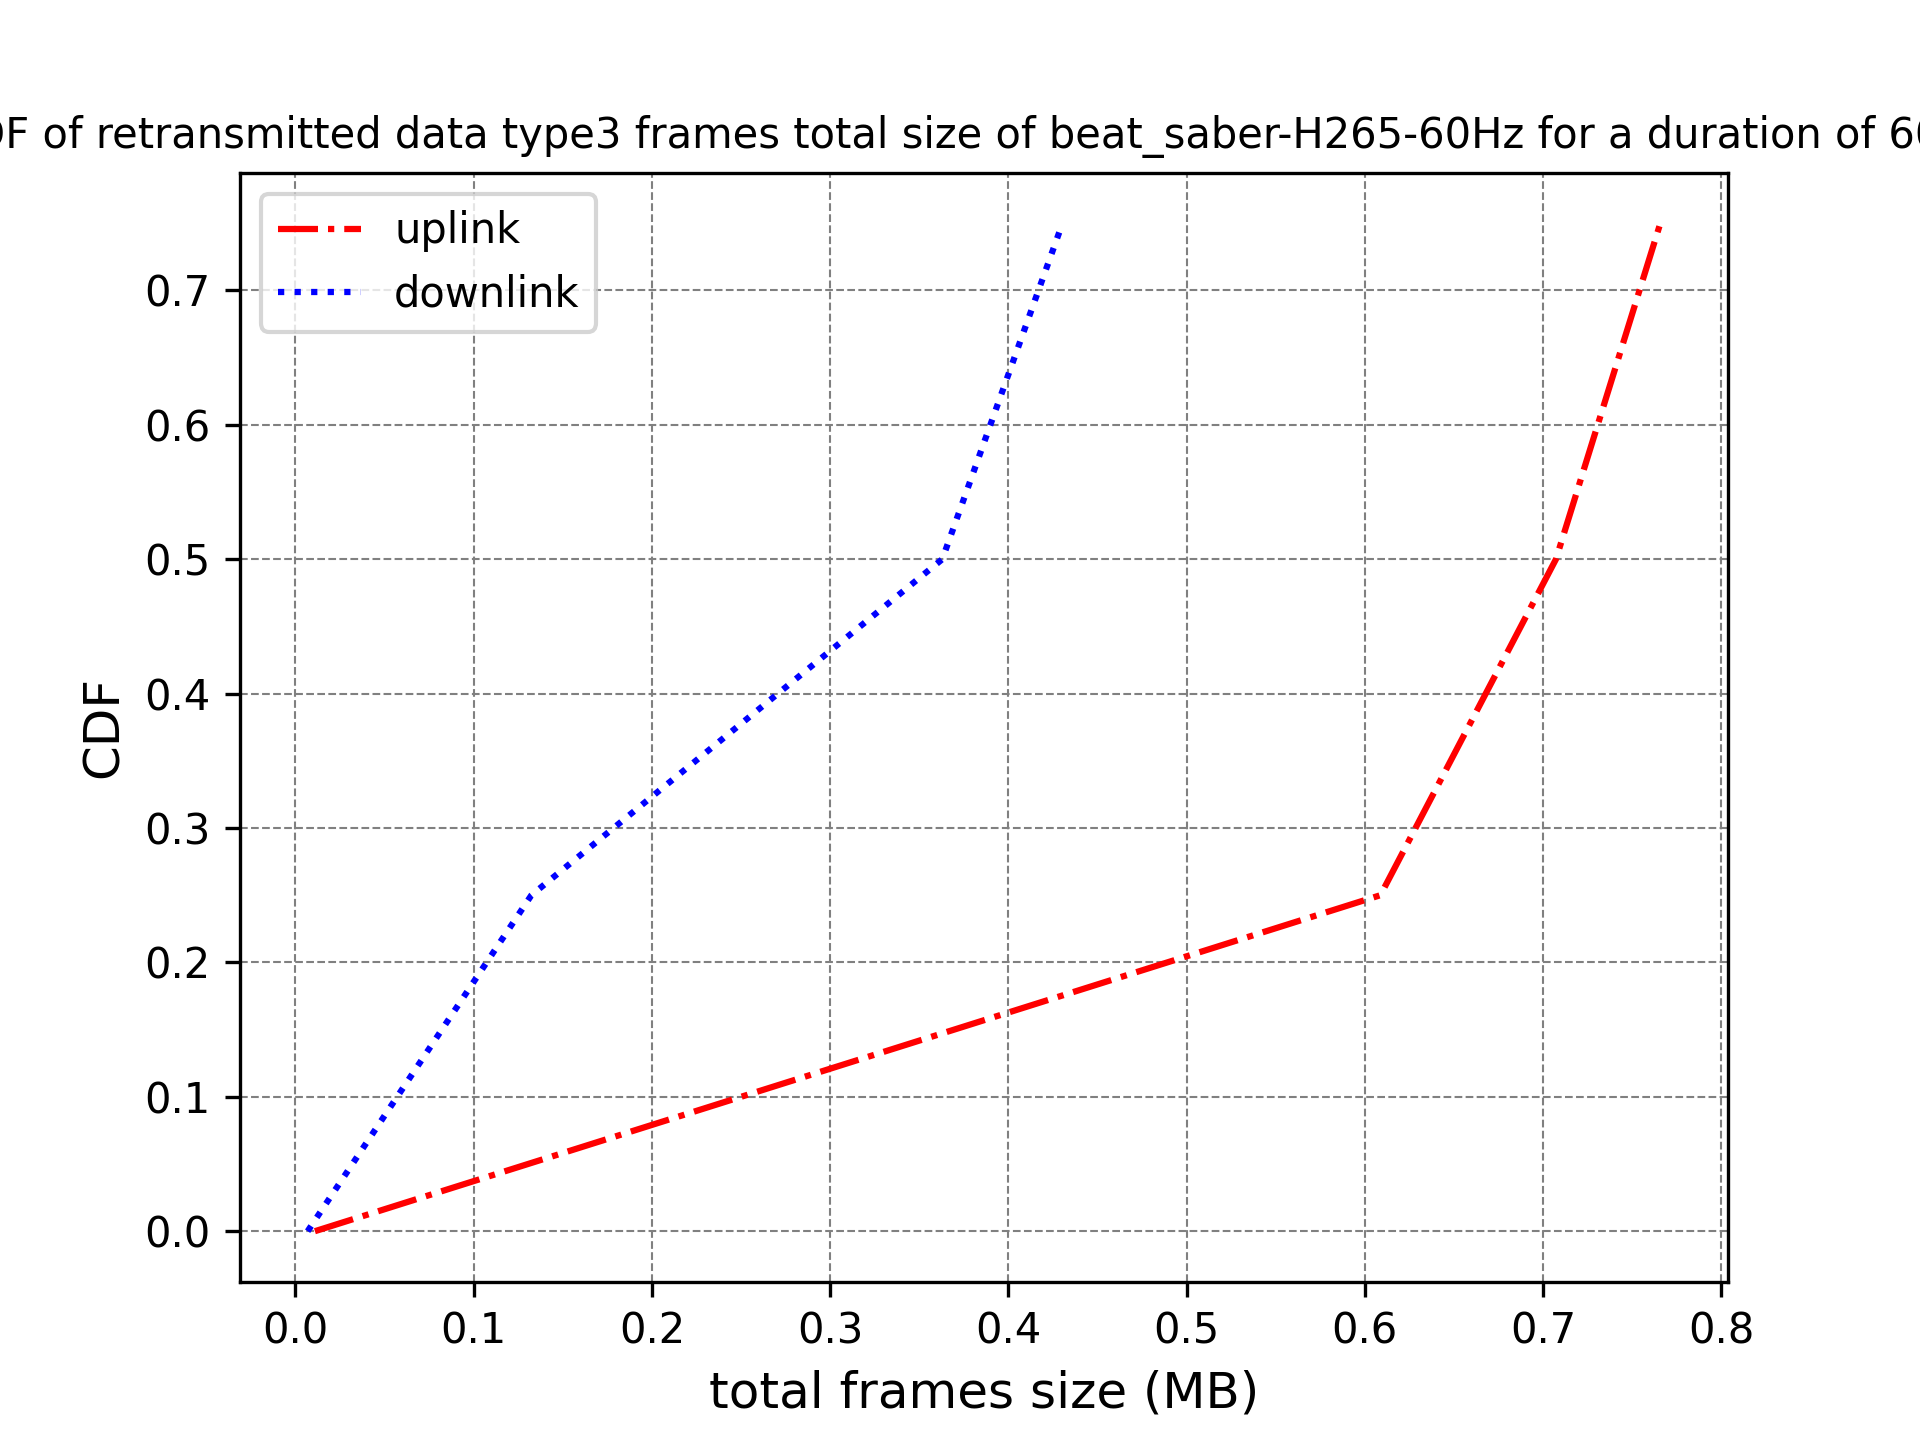 of retransmitted data type3 frames total size of beat_saber-H265-60Hz for a duration of
uplink
downlink
0.7
0.6
0.5
0.4
0.3
0.2
0.1
0.0
CDF
0.0 0.1 0.2 0.3 0.4 0.5 0.6 0.7 0.8
total frames size (MB)